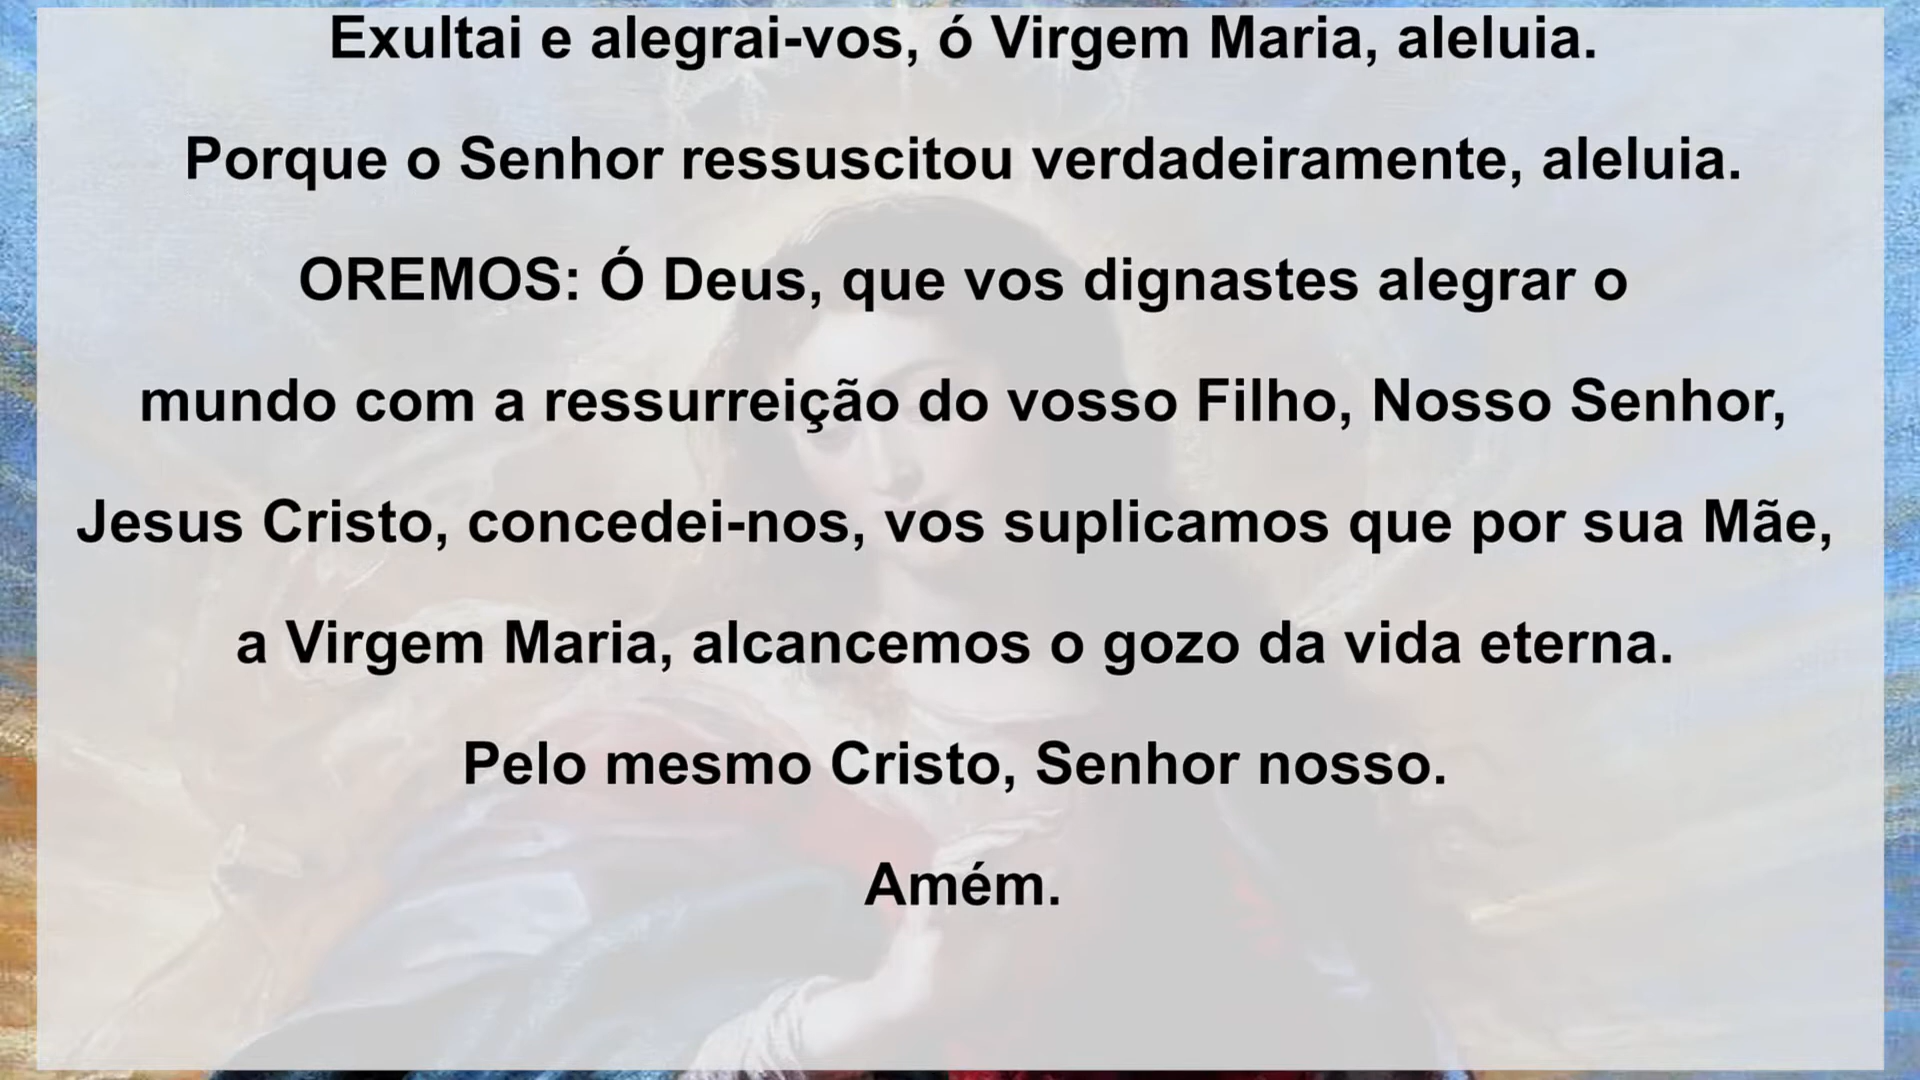 Exultai e alegrai-vos, ó Virgem Maria, aleluia.
Porque o Senhor ressuscitou verdadeiramente, aleluia.
OREMOS: Ó Deus, que vos dignastes alegrar o
mundo com a ressurreição do vosso Filho, Nosso Senhor,
Jesus Cristo, concedei-nos, vos suplicamos que por sua Mãe,
a Virgem Maria, alcancemos o gozo da vida eterna.
Pelo mesmo Cristo, Senhor nosso.
Amém.